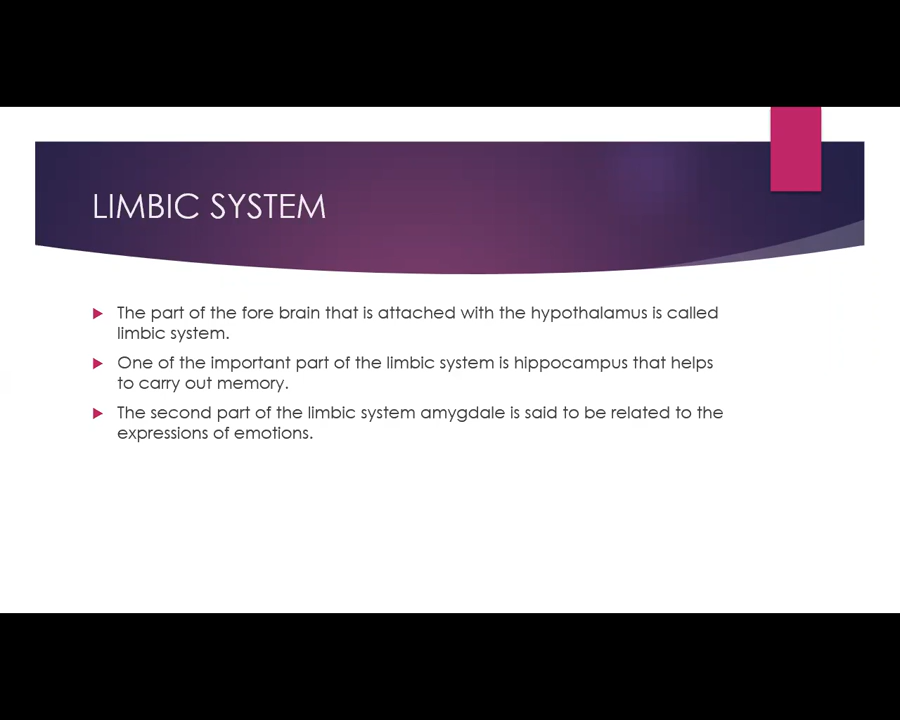 LIMBIC SYSTEM
The part of the fore brain that is attached with the hypothalamus is called
limbic system.
One of the important part of the limbic system is hippocampus that helps
to carry out memory.
The second part of the limbic system amygdale is said to be related to the
expressions of emotions.